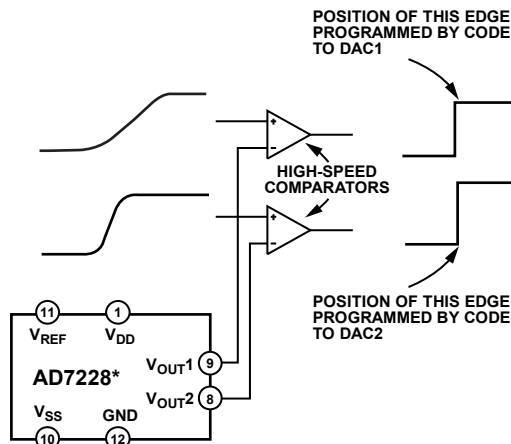 POSITION OF THIS EDGE
PROGRAMMED BY CODE
TO DAC1
+
−
HIGH-SPEED
COMPARATORS
+
−
POSITION OF THIS EDGE
PROGRAMMED BY CODE
TO DAC2
11
1
VREF
VDD
VOUT1
9
AD7228*
VOUT2
8
VSS
GND
10
12